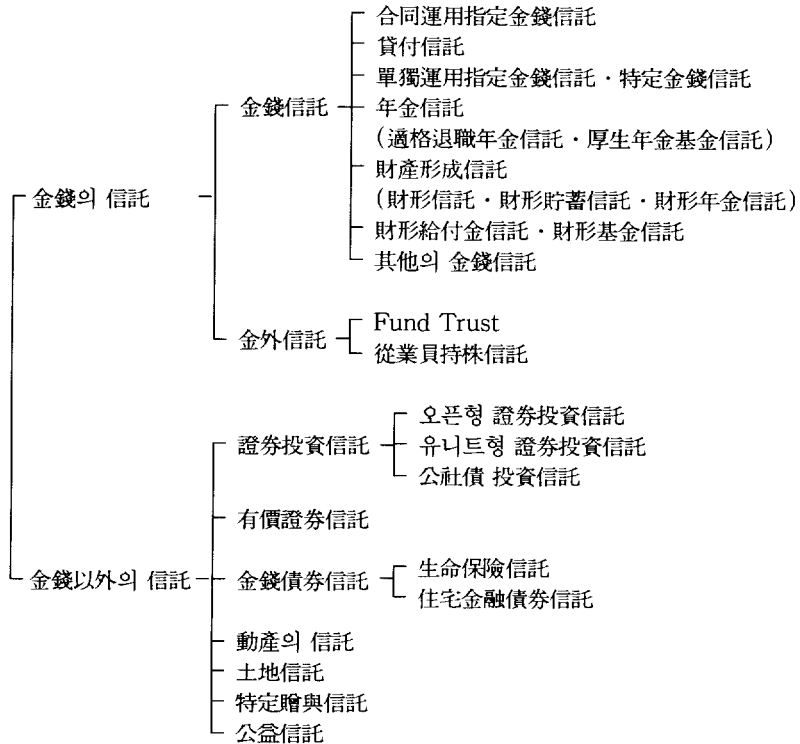 合同運用指定金錢信託
貸付信託
單獨運用指定金錢信託・特定金錢信託
金錢信託
年金信託
(適格退職年金信託・厚生年金基金信託)
財産形成信託
金錢의 信託
(財形信託・財形貯蓄信託・財形年金信託)
財形給付金信託・財形基金信託
其他의 金錢信託
金外信託
Fund Trust
從業員持株信託
證券投資信託
오픈형 證券投資信託
유니트형 證券投資信託
公社債 投資信託
有價證券信託
金錢以外의 信託
金錢債券信託
生命保險信託
住宅金融債券信託
動産의 信託
土地信託
特定贈與信託
公益信託